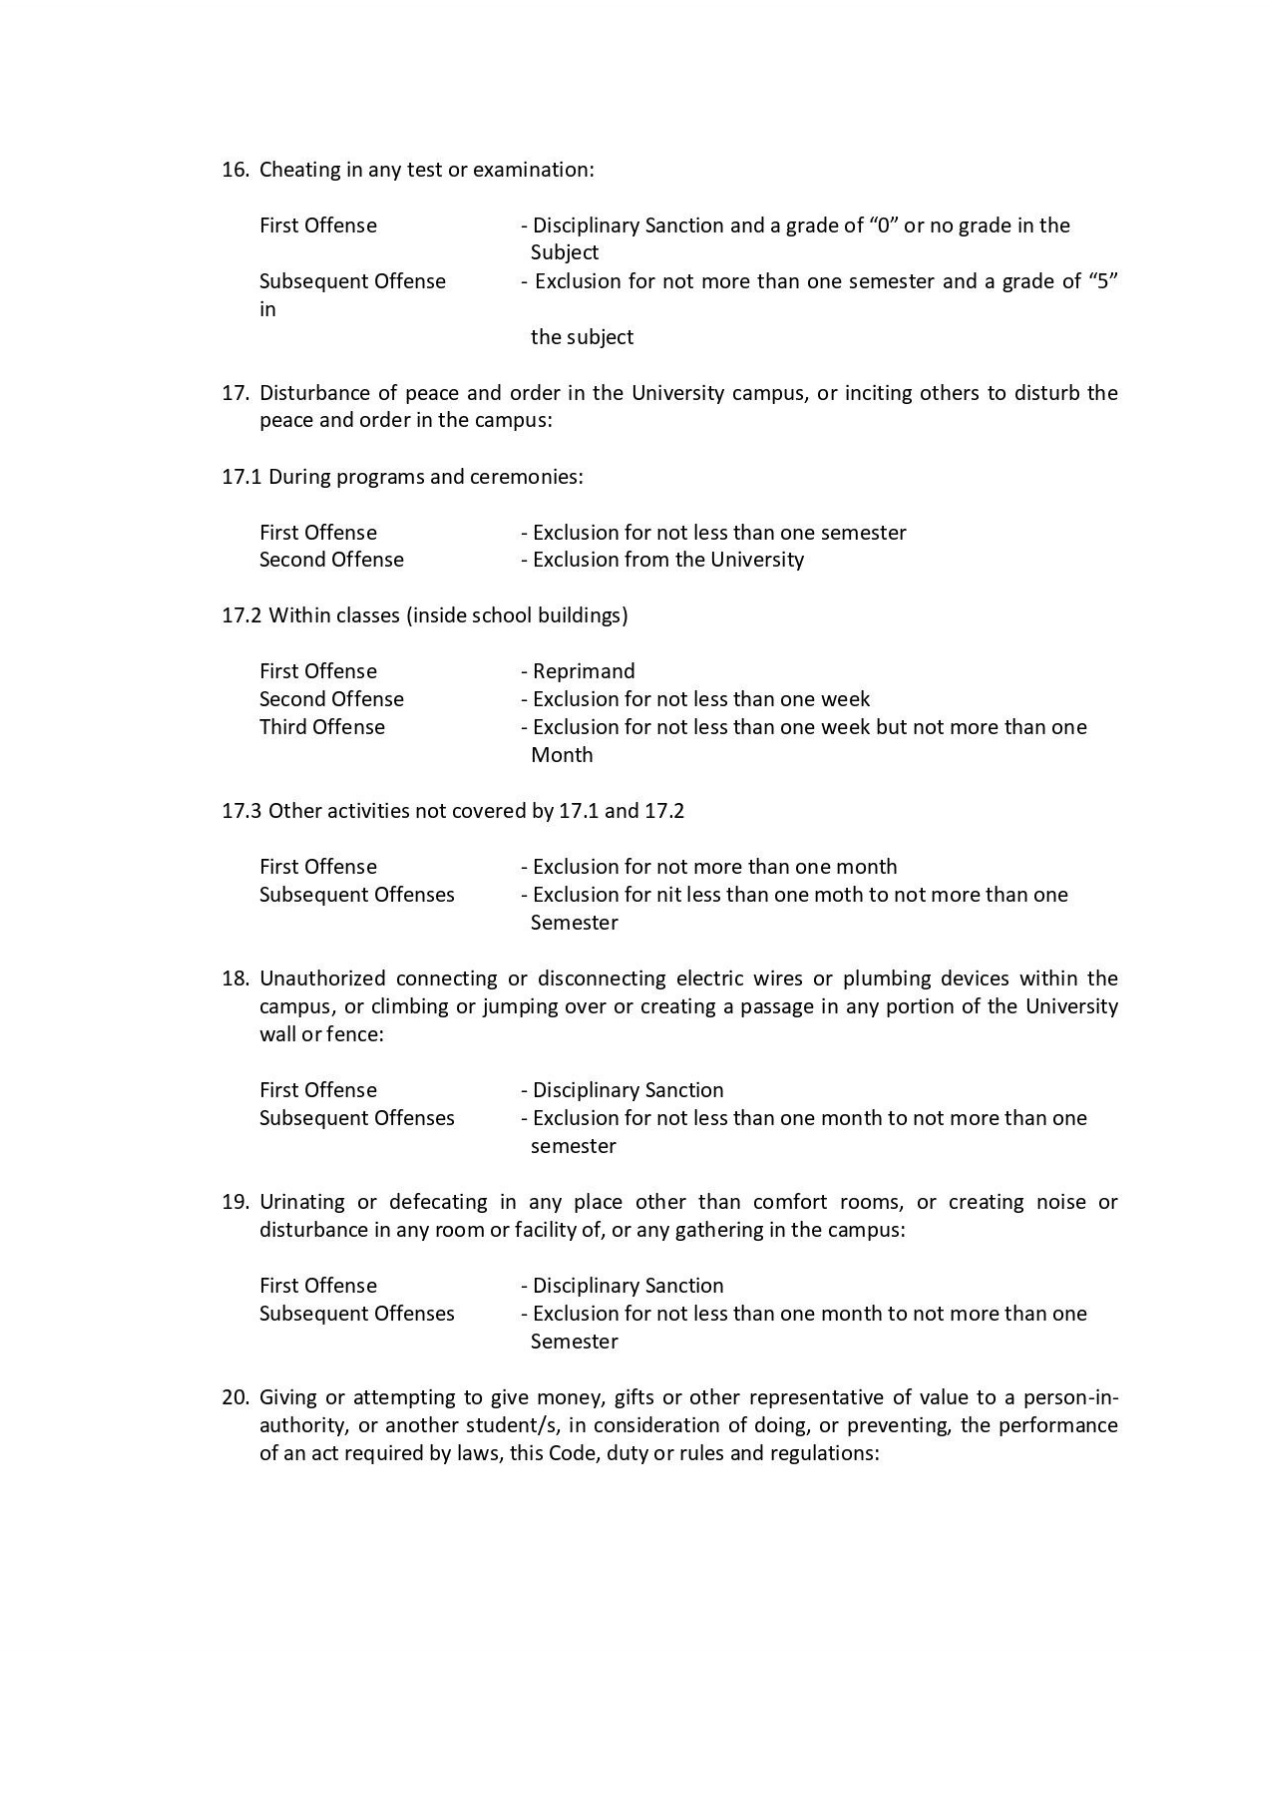 16. Cheating in any test or examination:
First Offense - Disciplinary Sanction and a grade of “0” or no grade in the
Subject
Subsequent Offense - Exclusion for not more than one semester and a grade of “5”
in
the subject
17. Disturbance of peace and order in the University campus, or inciting others to disturb the
peace and order in the campus:
17.1 During programs and ceremonies:
First Offense - Exclusion for not less than one semester
Second Offense - Exclusion from the University
17.2 Within classes (inside school buildings)
First Offense - Reprimand
Second Offense - Exclusion for not less than one week
Third Offense - Exclusion for not less than one week but not more than one
Month
17.3 Other activities not covered by 17.1 and 17.2
First Offense - Exclusion for not more than one month
Subsequent Offenses - Exclusion for nit less than one moth to not more than one
Semester
18. Unauthorized connecting or disconnecting electric wires or plumbing devices within the
campus, or climbing or jumping over or creating a passage in any portion of the University
wall or fence:
First Offense - Disciplinary Sanction
Subsequent Offenses - Exclusion for not less than one month to not more than one
semester
19. Urinating or defecating in any place other than comfort rooms, or creating noise or
disturbance in any room or facility of, or any gathering in the campus:
First Offense - Disciplinary Sanction
Subsequent Offenses - Exclusion for not less than one month to not more than one
Semester
20. Giving or attempting to give money, gifts or other representative of value to a person-in-
authority, or another student/s, in consideration of doing, or preventing, the performance
of an act required by laws, this Code, duty or rules and regulations: